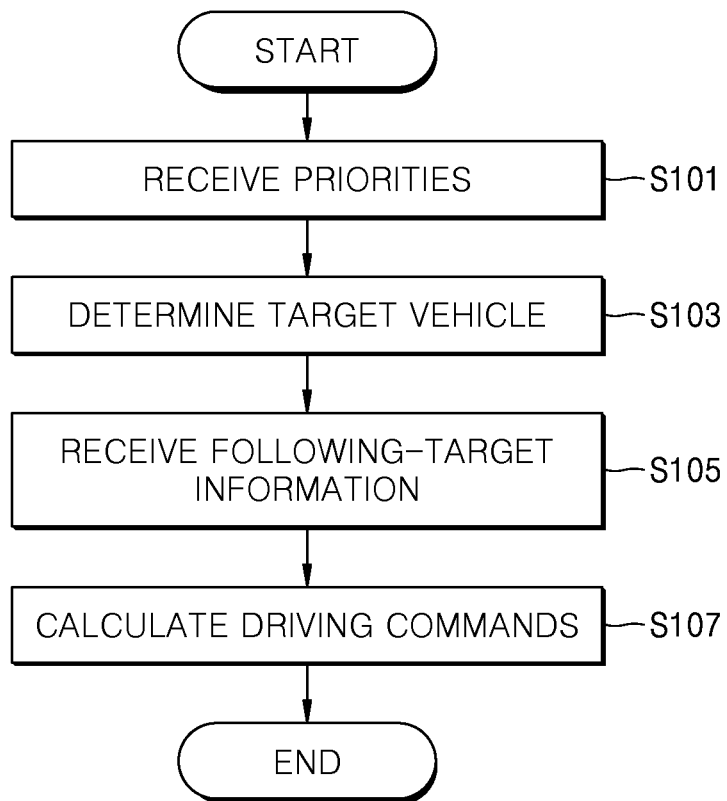 START
RECEIVE PRIORITIES
S101
DETERMINE TARGET VEHICLE
S103
RECEIVE FOLLOWING-TARGET
INFORMATION
S105
CALCULATE DRIVING COMMANDS
S107
END